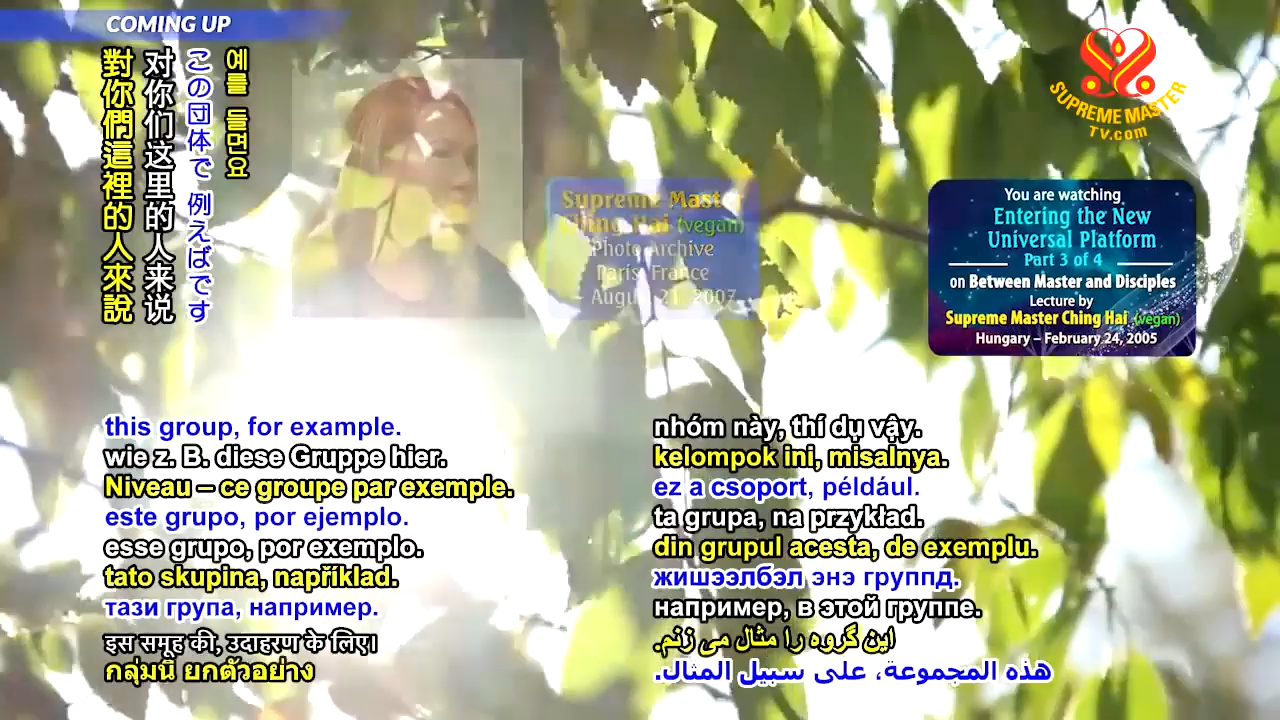 COMING UP
예를 들면요
この団体で 例えばです
对你们这里的人来说
對你們這裡的人來說
Supreme Master
Ching Hai (vegan)
Photo Archive
Paris, France
– August 21, 2007
SUPREME MASTER
TV.com
You are watching
Entering the New
Universal Platform
Part 3 of 4
on Between Master and Disciples
Lecture by
Supreme Master Ching Hai (vegan)
Hungary – February 24, 2005
this group, for example.
wie z. B. diese Gruppe hier.
Niveau – ce groupe par exemple.
este grupo, por ejemplo.
esse grupo, por exemplo.
tato skupina, například.
тази група, например.
इस समूह की, उदाहरण के लिए।
กลุ่มนี้ ยกตัวอย่าง
nhóm này, thí dụ vậy.
kelompok ini, misalnya.
ez a csoport, például.
ta grupa, na przykład.
din grupul acesta, de exemplu.
жишээлбэл энэ группд.
например, в этой группе.
این گروه را مثال می زنم.
هذه المجموعة، على سبيل المثال.